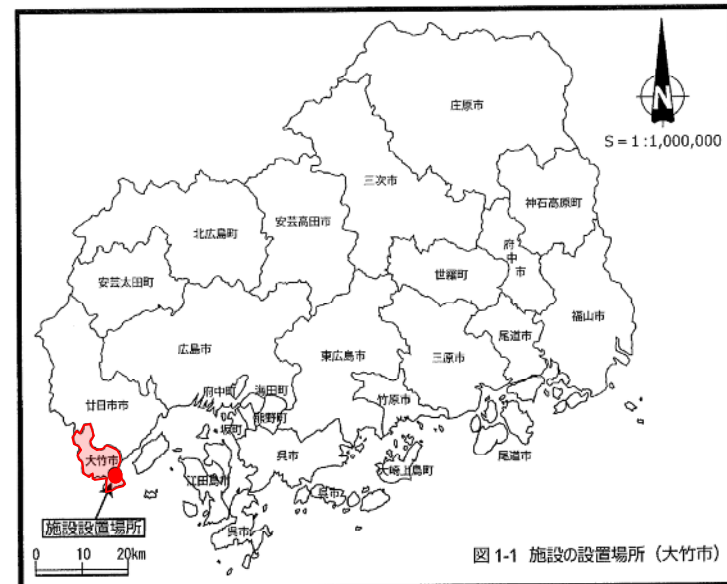 庄原市
N
S=1:1,000,000
三次市
神石高原町
安芸高田市
北広島町
府中市
世羅町
安芸太田町
福山市
尾道市
広島市
東広島市
三原市
府中町
海田町
竹原市
廿日市市
熊野町
坂町
呉市
尾道市
大竹市
大崎上島町
江田島市
呉市
施設設置場所
呉市
0 10 20km
図 1-1 施設の設置場所（大竹市）